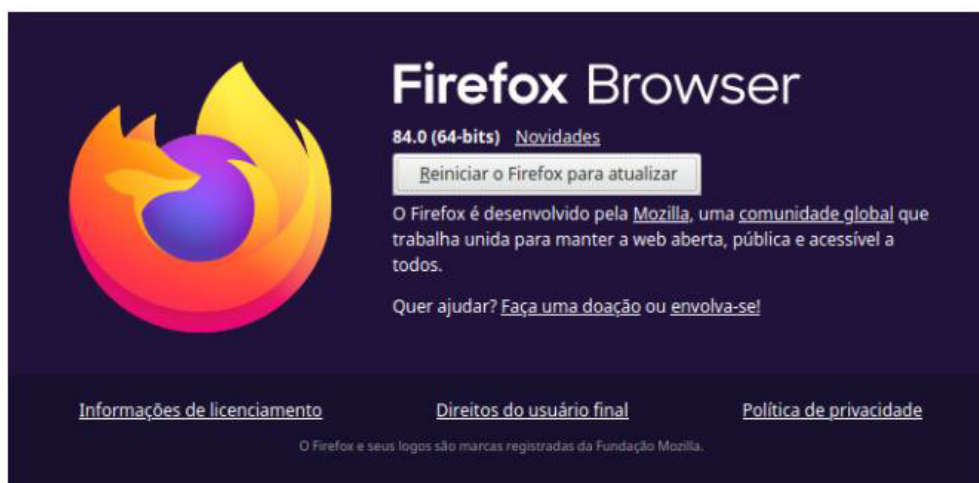 Firefox Browser
84.0 (64-bits) Novidades
Reiniciar o Firefox para atualizar
O Firefox é desenvolvido pela Mozilla, uma comunidade global que
trabalha unida para manter a web aberta, pública e acessível a
todos.
Quer ajudar? Faça uma doação ou envolva-se!
Informações de licenciamento Direitos do usuário final Política de privacidade
O Firefox e seus logos são marcas registradas da Fundação Mozilla.